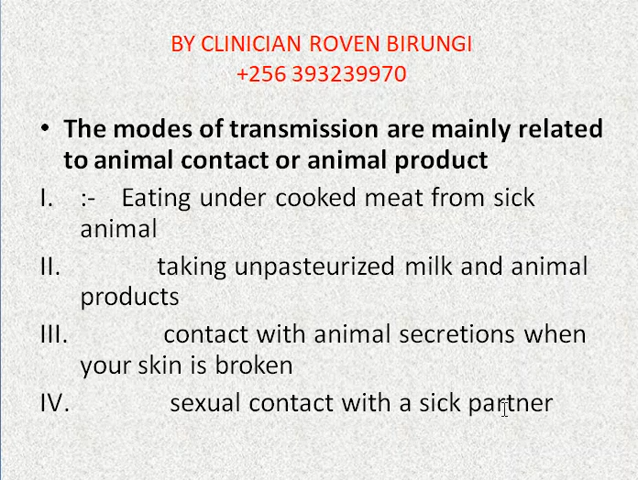 BY CLINICIAN ROVEN BIRUNGI
+256 393239970
• The modes of transmission are mainly related
to animal contact or animal product
I. :- Eating under cooked meat from sick
animal
II. taking unpasteurized milk and animal
products
III. contact with animal secretions when
your skin is broken
IV. sexual contact with a sick partner